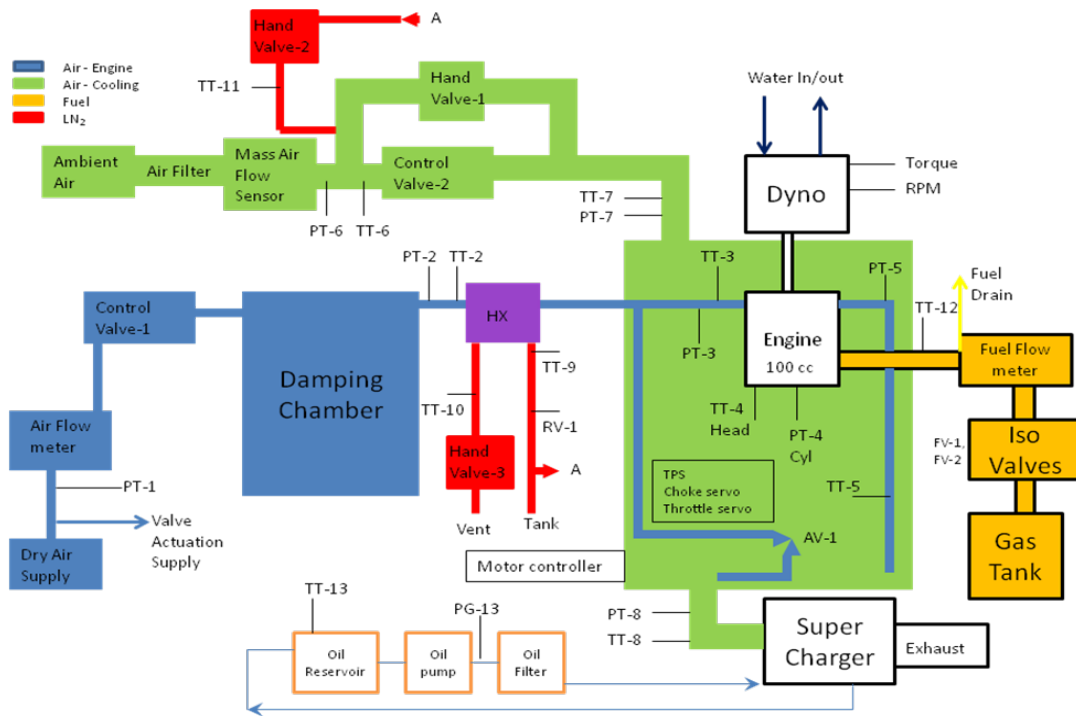 Air - Engine
Air - Cooling
Fuel
LN2
Hand
Valve-2
A
TT-11
Hand
Valve-1
Ambient
Air
Air Filter
Mass Air
Flow
Sensor
Control
Valve-2
PT-6
TT-6
TT-7
PT-7
Water In/out
Dyno
Torque
RPM
Control
Valve-1
Damping
Chamber
PT-2
TT-2
HX
TT-3
PT-3
Engine
100 cc
PT-5
TT-12
Fuel
Drain
Fuel Flow
meter
FV-1,
FV-2
Iso
Valves
Gas
Tank
Air Flow
meter
PT-1
Valve
Actuation
Supply
Dry Air
Supply
TT-10
Hand
Valve-3
Vent
TT-9
RV-1
A
Tank
TT-4
Head
PT-4
Cyl
TPS
Choke servo
Throttle servo
TT-5
AV-1
Motor controller
TT-13
PG-13
Oil
Reservoir
Oil
pump
Oil
Filter
PT-8
TT-8
Super
Charger
Exhaust